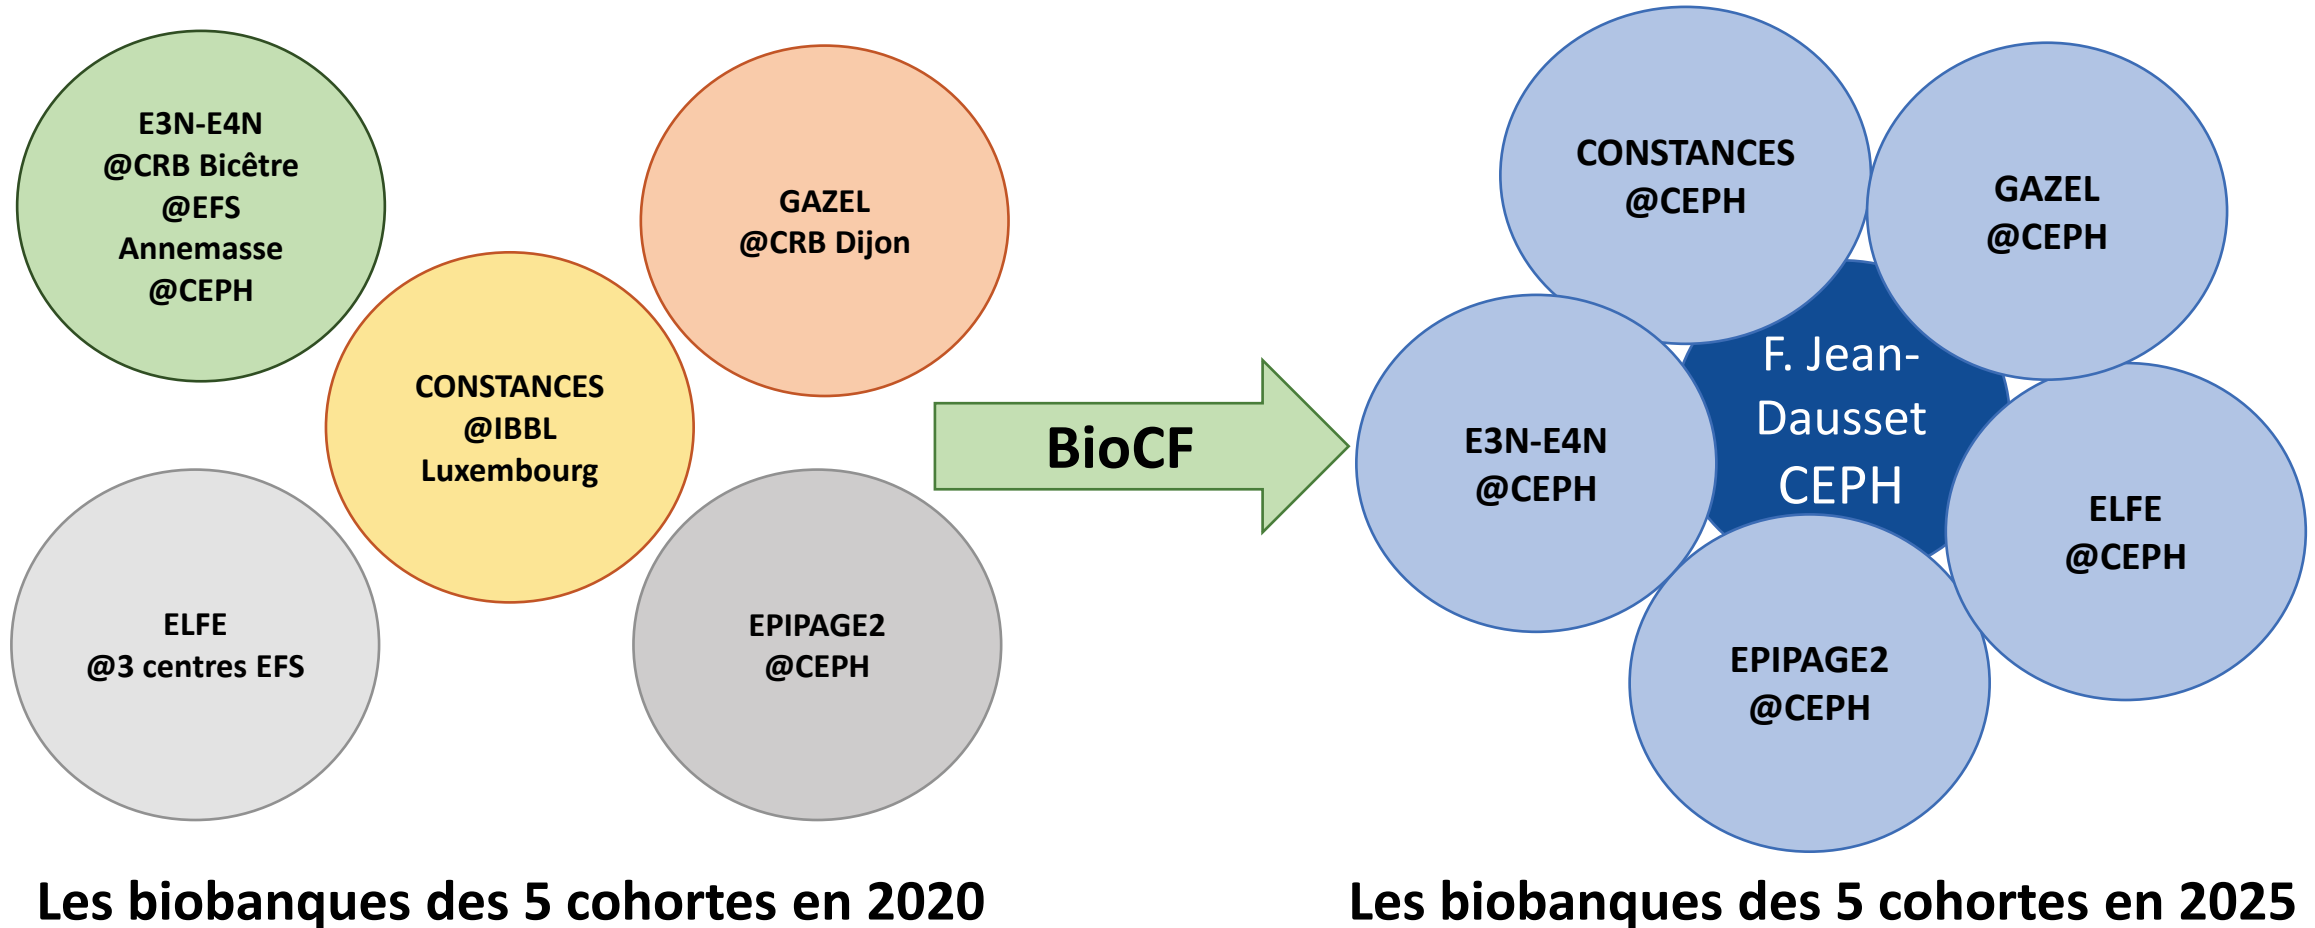 E3N-E4N
@CRB Bicêtre
@EFS
Annemasse
@CEPH
GAZEL
@CRB Dijon
CONSTANCES
@IBBL
Luxembourg
ELFE
@3 centres EFS
EPIPAGE2
@CEPH
Les biobanques des 5 cohortes en 2020
BioCF
CONSTANCES
@CEPH
GAZEL
@CEPH
E3N-E4N
@CEPH
F. Jean-
Dausset
CEPH
ELFE
@CEPH
EPIPAGE2
@CEPH
Les biobanques des 5 cohortes en 2025